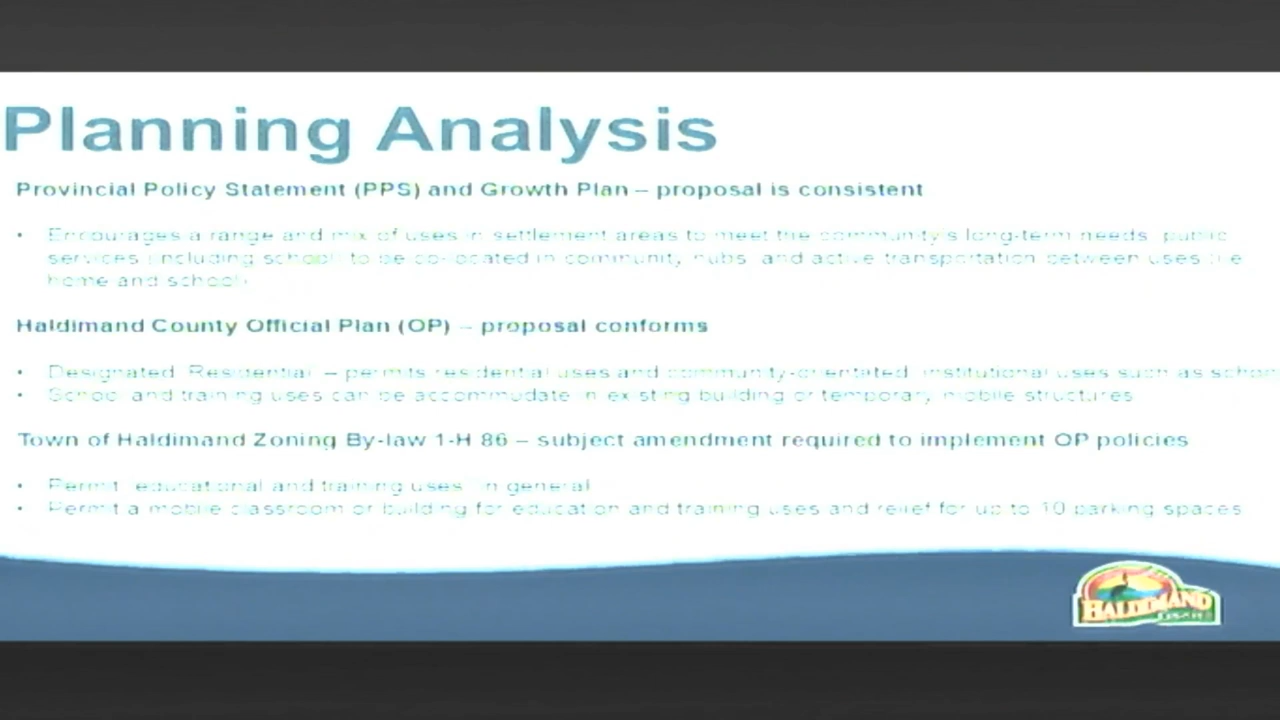 Planning Analysis
Provincial Policy Statement (PPS) and Growth Plan – proposal is consistent
• Encourages a range and mix of uses in settlement areas to meet the community's long-term needs, public
services (including school) to be co-located in community hubs, and active transportation between uses (i.e.
home and school).
Haldimand County Official Plan (OP) – proposal conforms
• Designated 'Residential' – permits residential uses and community-orientated, institutional uses such as
• School and training uses can be accommodate in existing building or temporary mobile structures
Town of Haldimand Zoning By-law 1-H 86 – subject amendment required to implement OP policies
• Permit "educational and training uses" in general
• Permit a mobile classroom or building for education and training uses and relief for up to 10 parking spaces
HALDIMAND